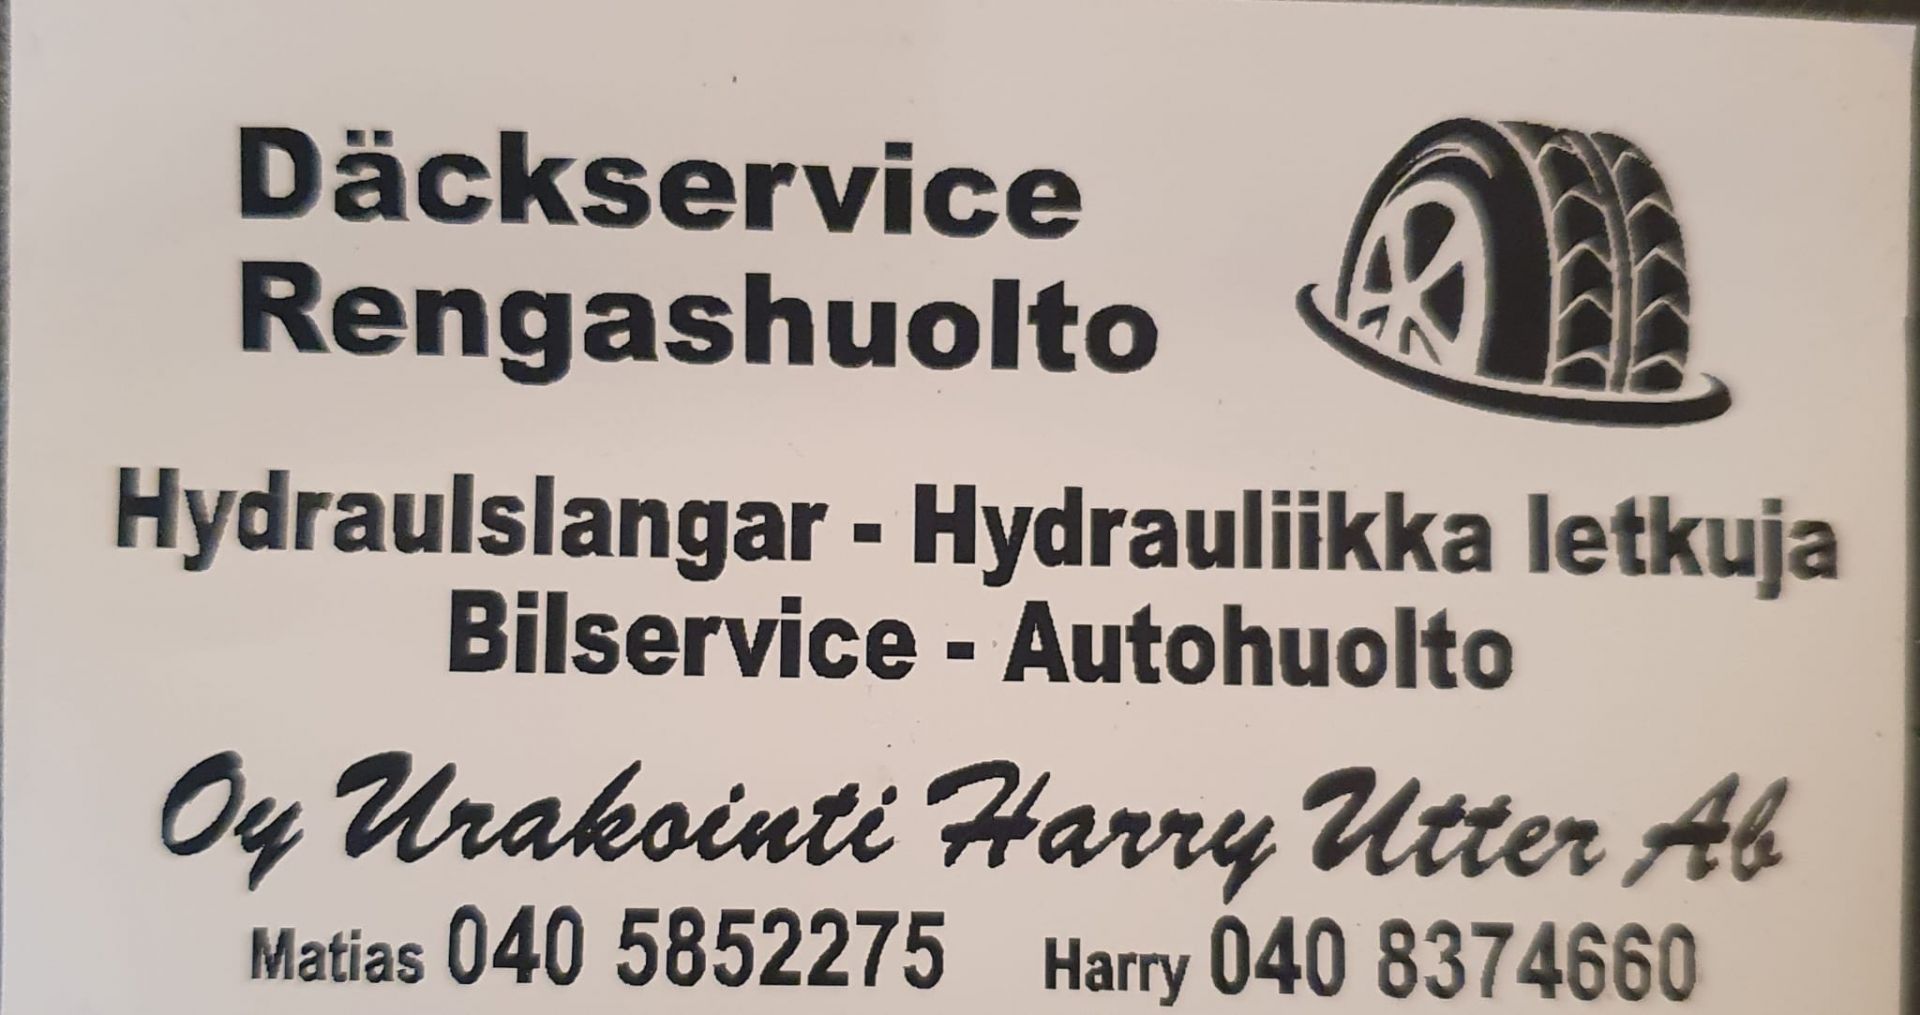 Däckservice
Rengashuolto
Hydraulslangar - Hydrauliikka letkuja
Bilservice - Autohuolto
Oy Urakointi Harry Utter Ab
Matias 040 5852275 Harry 040 8374660